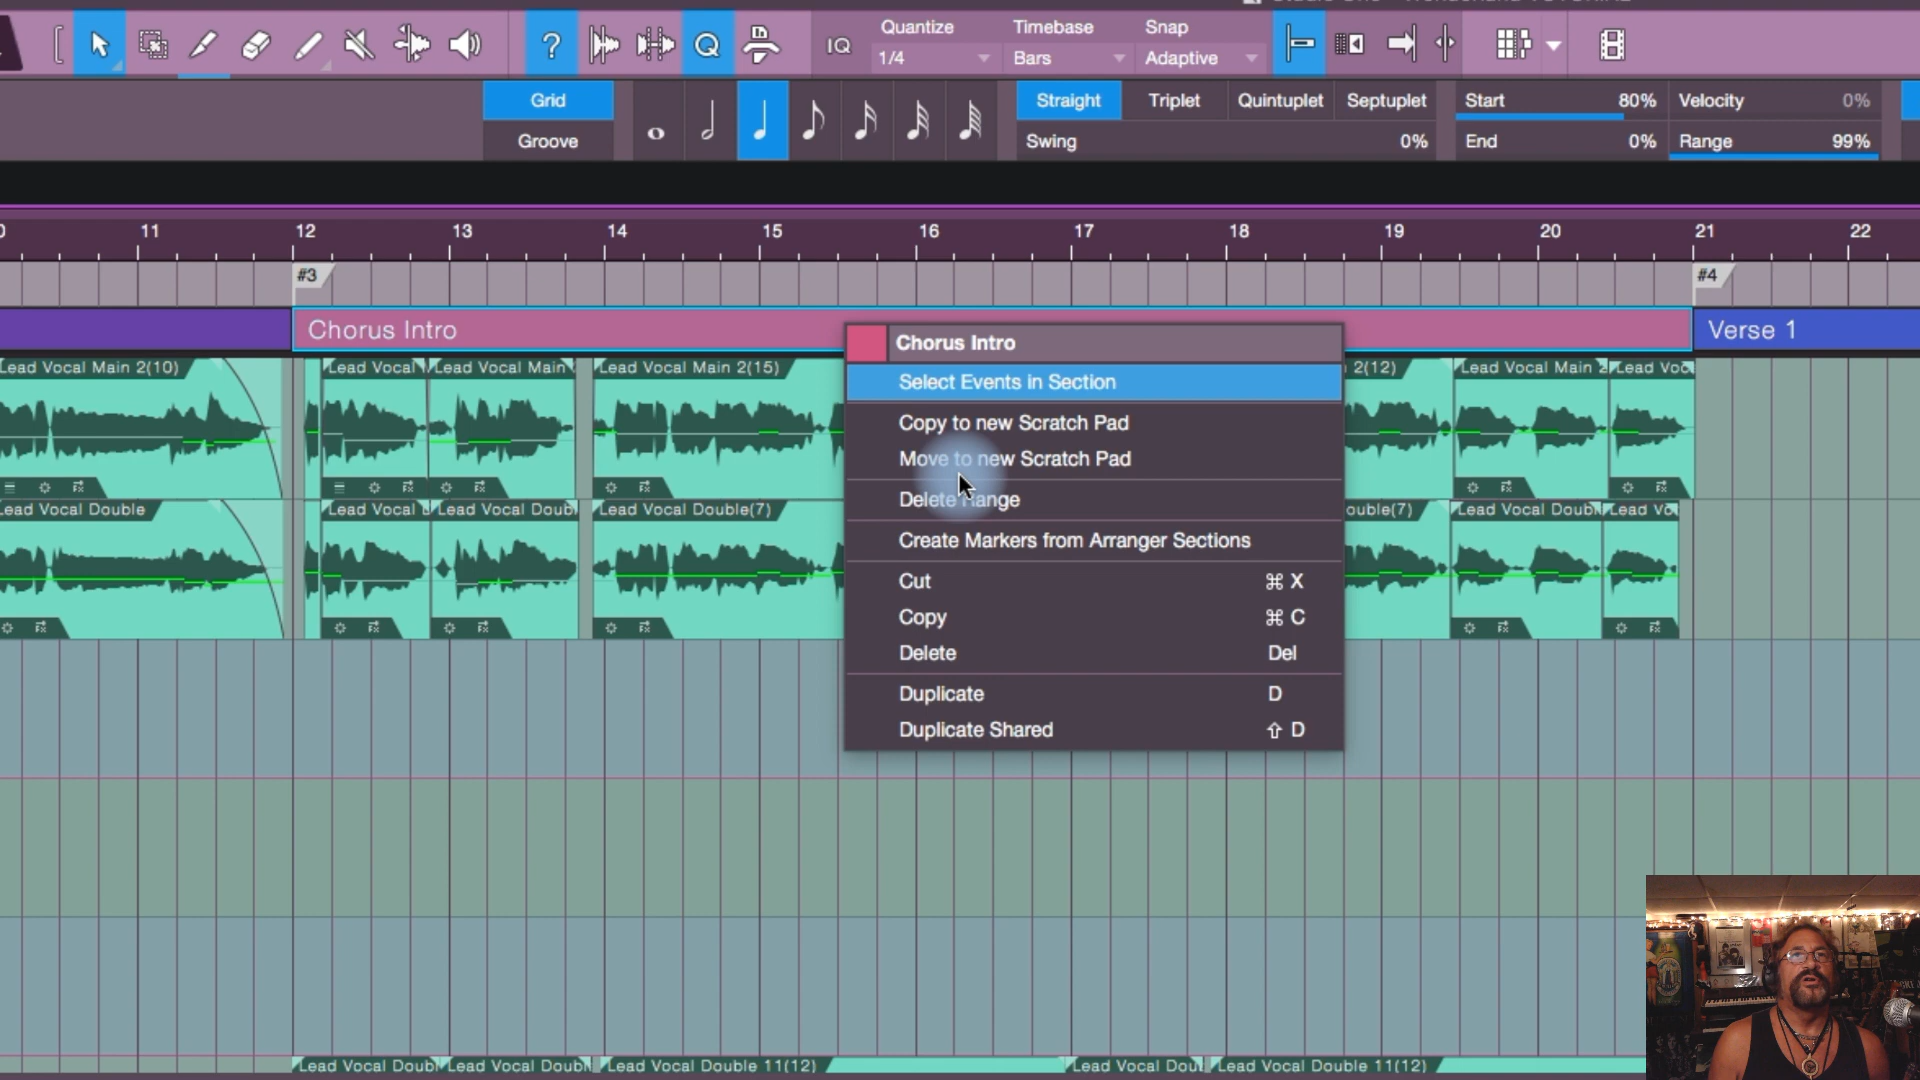 Quantize Timebase Snap
IQ 1/4 Bars Adaptive
Grid Straight Triplet Quintuplet Septuplet Start 80% Velocity 0%
Groove Swing 0% End 0% Range 99%
11 12 13 14 15 16 17 18 19 20 21 22
#3 #4
Chorus Intro Verse 1
Chorus Intro
Select Events in Section
Copy to new Scratch Pad
Move to new Scratch Pad
Delete Range
Create Markers from Arranger Sections
Cut ⌘ X
Copy ⌘ C
Delete Del
Duplicate D
Duplicate Shared ⇧ D
Lead Vocal Main 2(10) Lead Vocal Lead Vocal Main Lead Vocal Main 2(15) 2(12) Lead Vocal Main 2 Lead Voc
Lead Vocal Double Lead Vocal Lead Vocal Doub Lead Vocal Double(7) ouble(7) Lead Vocal Doub Lead Vo
Lead Vocal Doub Lead Vocal Doub Lead Vocal Double 11(12) Lead Vocal Dou Lead Vocal Double 11(12)